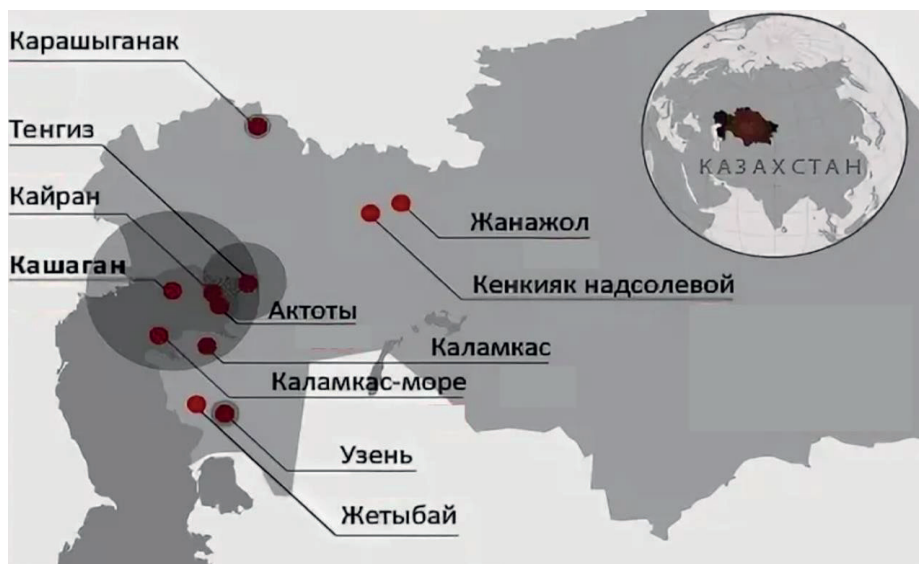 Карашыганак
Тенгиз
Кайран
Кашаган
КАЗАХСТАН
Жанажол
Кенкияк надсолевой
Актоты
Каламкас
Каламкас-море
Узень
Жетыбай